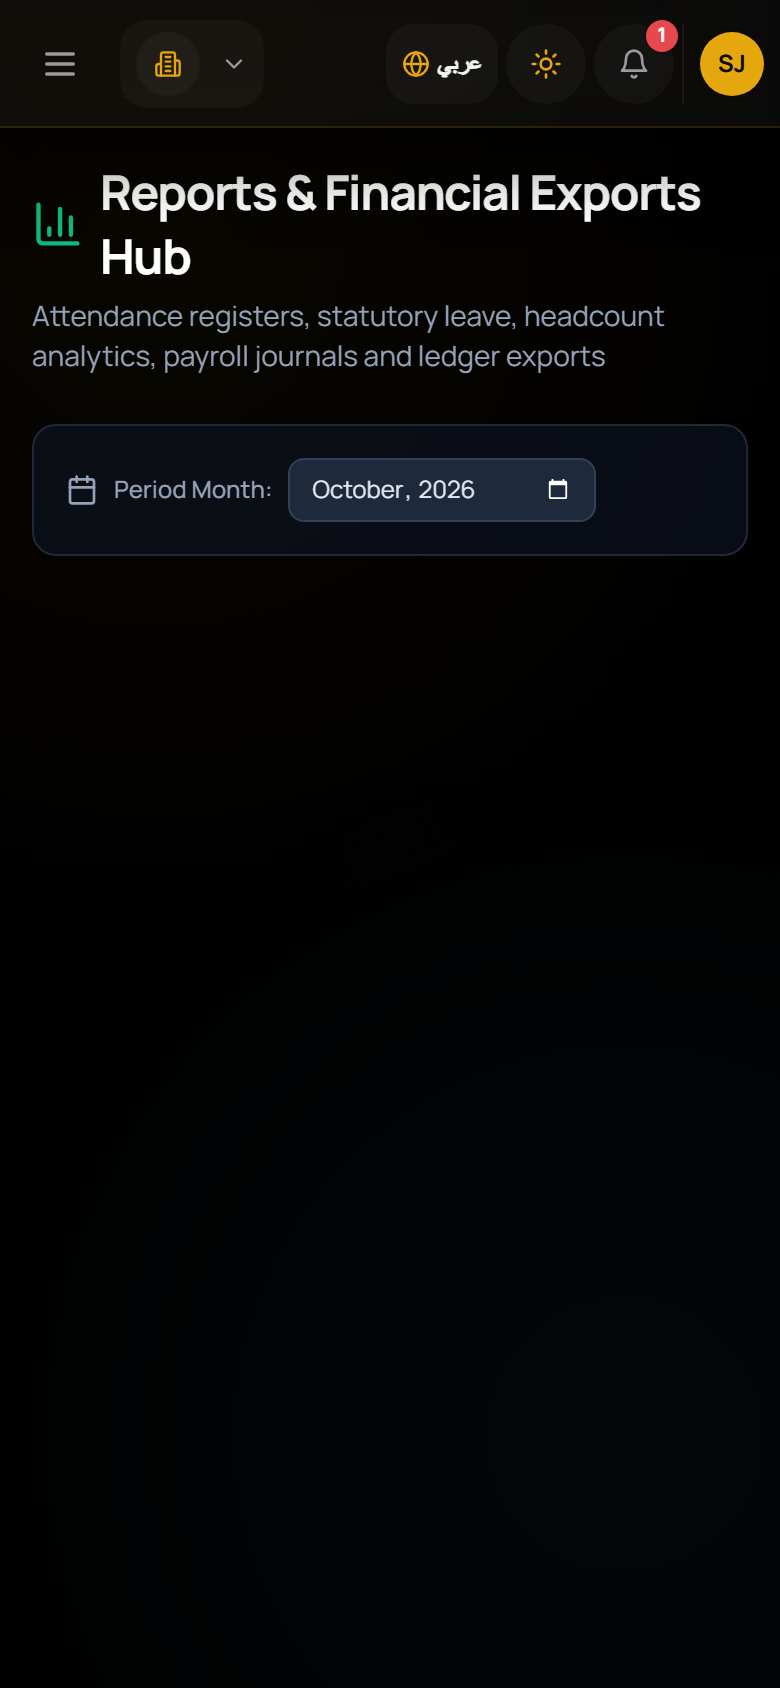 عربي
1
SJ
Reports & Financial Exports
Hub
Attendance registers, statutory leave, headcount
analytics, payroll journals and ledger exports
Period Month:
October, 2026